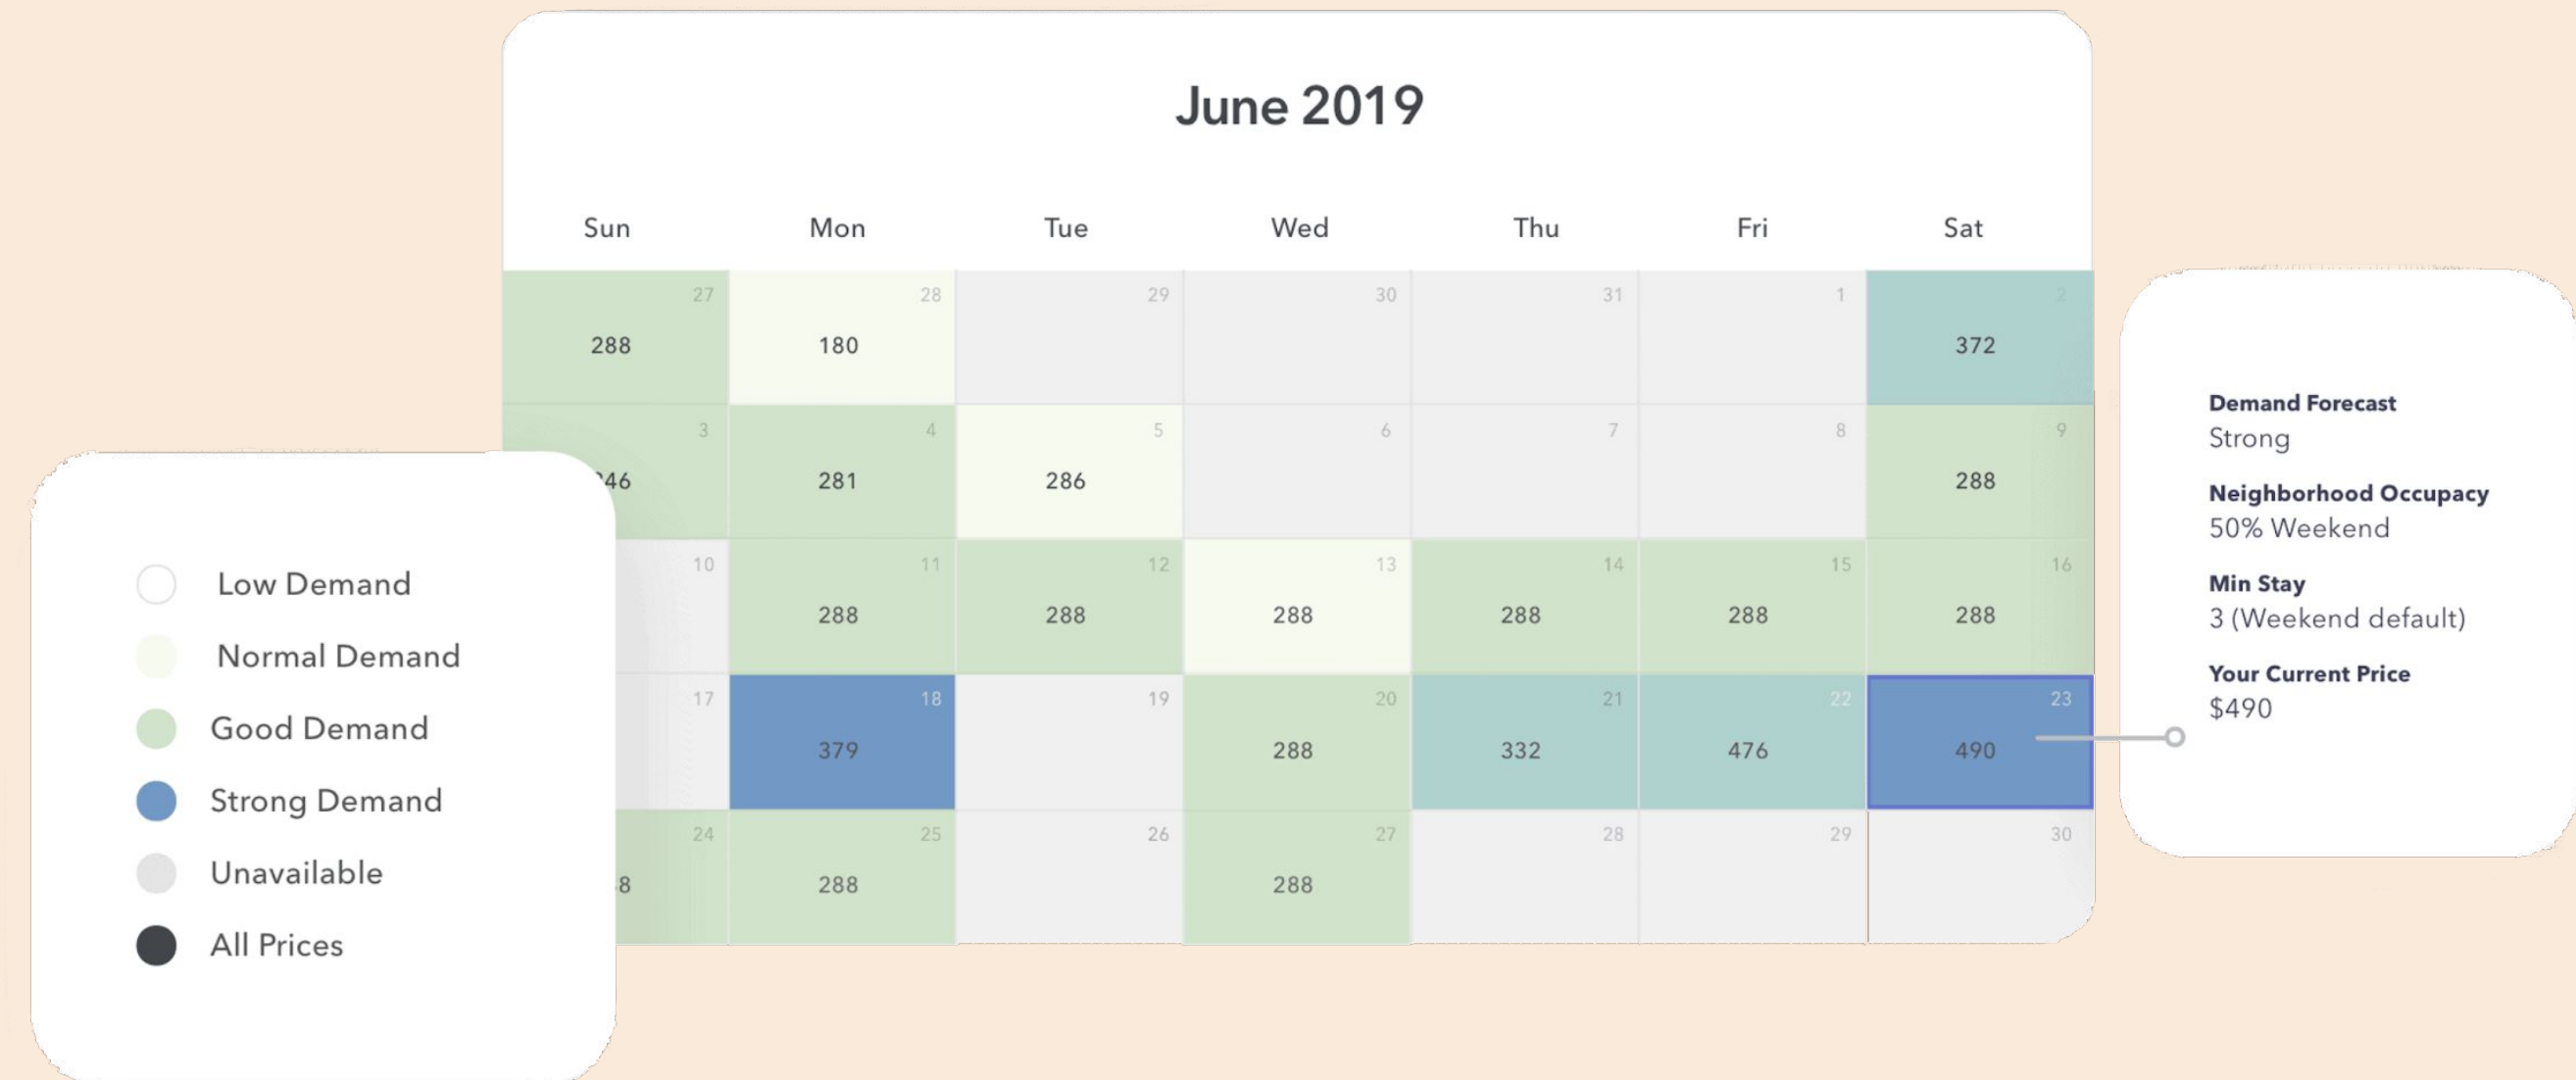 June 2019
Sun Mon Tue Wed Thu Fri Sat
27 28 29 30 31 1 2
288 180 372
3 4 5 6 7 8 9
46 281 286 288
10 11 12 13 14 15 16
288 288 288 288 288 288
17 18 19 20 21 22 23
379 288 332 476 490
24 25 26 27 28 29 30
8 288 288
Low Demand
Normal Demand
Good Demand
Strong Demand
Unavailable
All Prices
Demand Forecast
Strong
Neighborhood Occupacy
50% Weekend
Min Stay
3 (Weekend default)
Your Current Price
$490